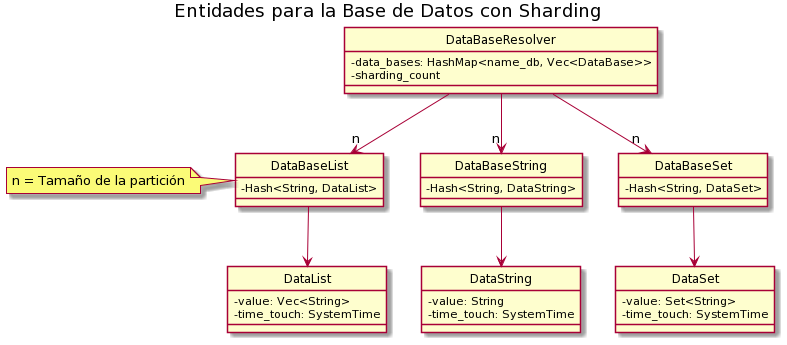 Entidades para la Base de Datos con Sharding
DataBaseResolver
-data_bases: HashMap<name_db, Vec<DataBase>>
-sharding_count
n
n
n
n = Tamaño de la partición
DataBaseList
-Hash<String, DataList>
DataBaseString
-Hash<String, DataString>
DataBaseSet
-Hash<String, DataSet>
DataList
-value: Vec<String>
-time_touch: SystemTime
DataString
-value: String
-time_touch: SystemTime
DataSet
-value: Set<String>
-time_touch: SystemTime